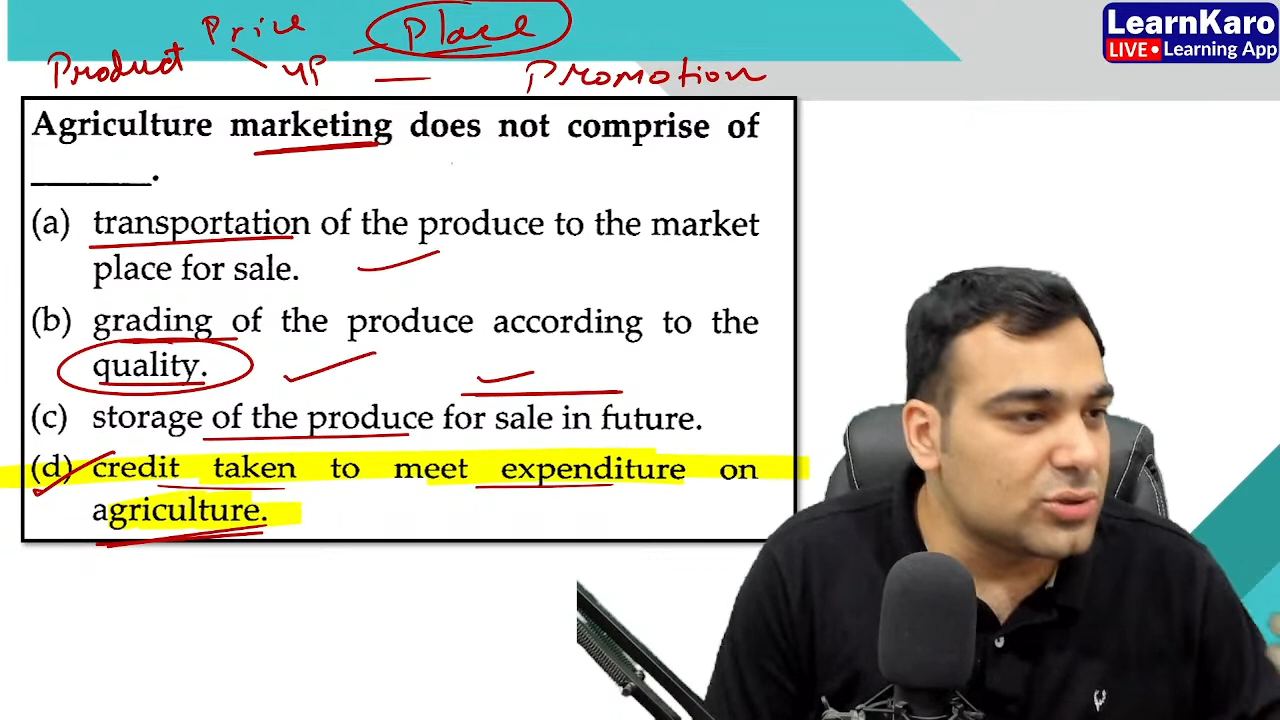 Price
Place
Product
4P
Promotion
LearnKaro
LIVE • Learning App
Agriculture marketing does not comprise of
_______.
(a) transportation of the produce to the market
place for sale.
(b) grading of the produce according to the
quality.
(c) storage of the produce for sale in future.
(d) credit taken to meet expenditure on
agriculture.